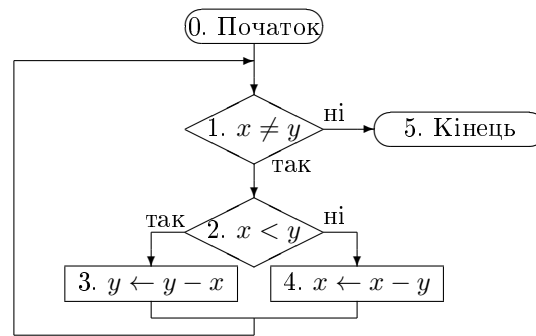 0. Початок
1. x ≠ y
ні
5. Кінець
так
так
2. x < y
ні
3. y ← y − x
4. x ← x − y